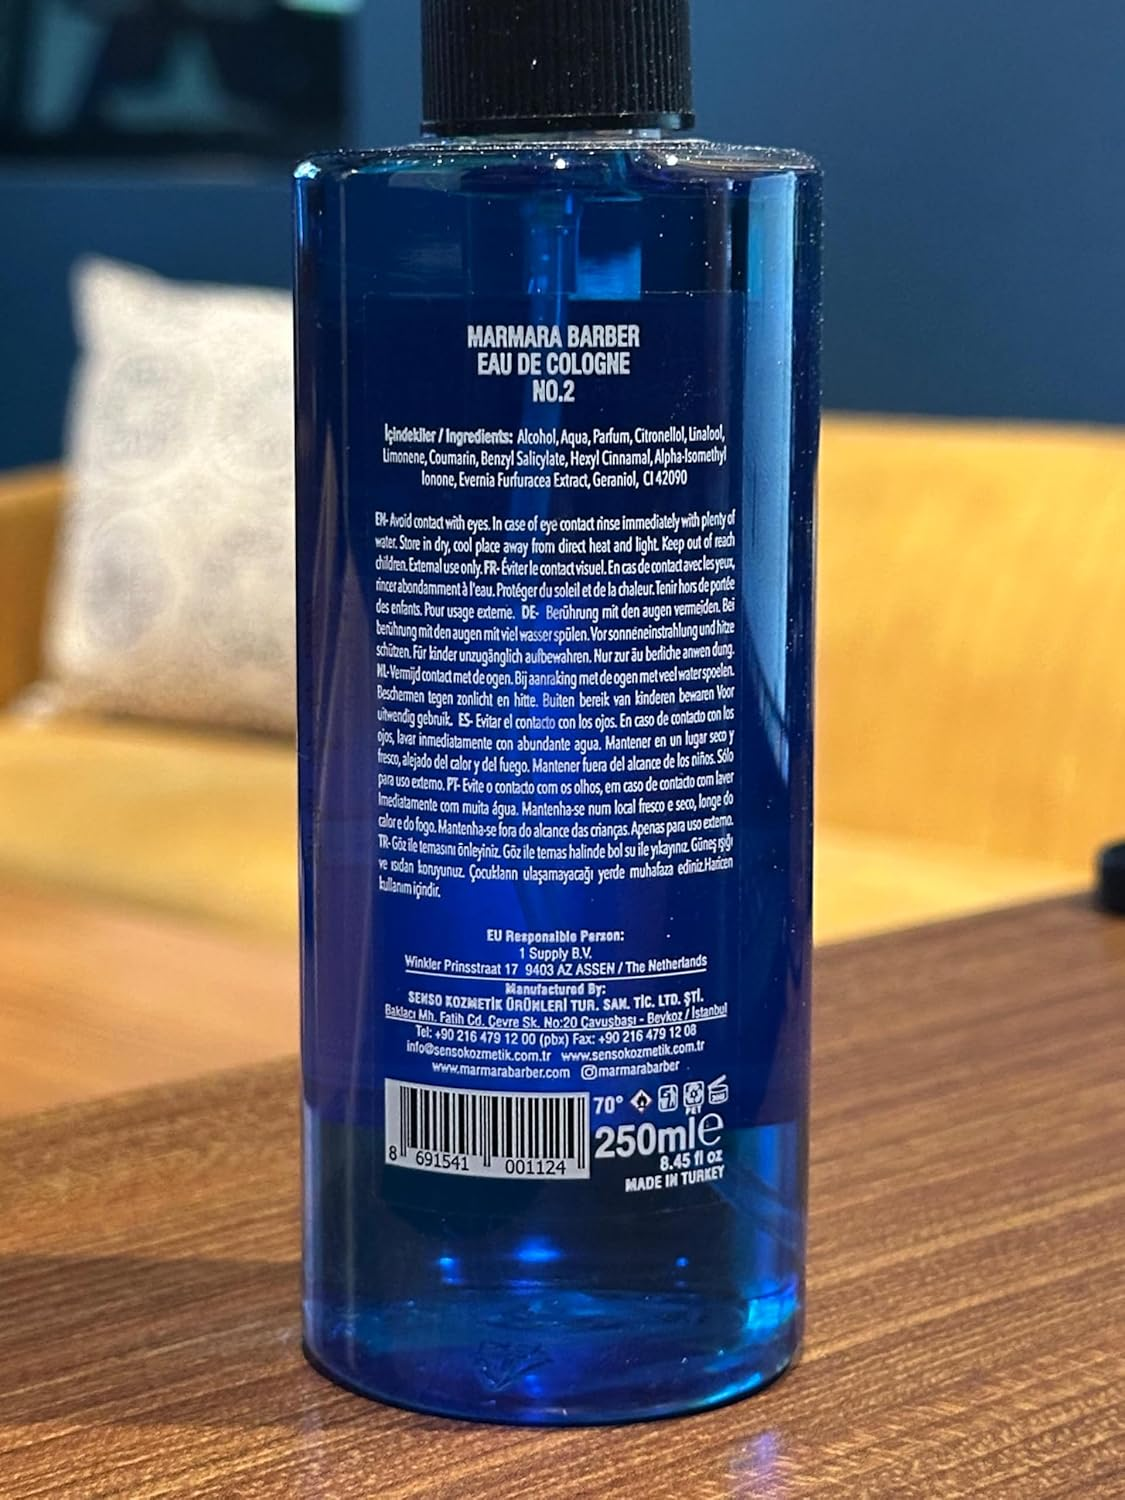 MARMARA BARBER
EAU DE COLOGNE
NO.2
İçindekiler / Ingredients: Alcohol, Aqua, Parfum, Citronellol, Linalool,
Limonene, Coumarin, Benzyl Salicylate, Hexyl Cinnamal, Alpha-Isomethyl
Ionone, Evernia Furfuracea Extract, Geraniol, CI 42090
EN- Avoid contact with eyes. In case of eye contact rinse immediately with plenty of
water. Store in dry, cool place away from direct heat and light. Keep out of reach
children. External use only. FR- Éviter le contact visuel. En cas de contact avec les yeux,
rincer abondamment à l'eau. Protéger du soleil et de la chaleur. Tenir hors de portée
des enfants. Pour usage externe. DE- Berührung mit den augen vermeiden. Bei
berührung mit den augen mit viel wasser spülen. Vor sonneneinstrahlung und hitze
schützen. Für kinder unzugänglich aufbewahren. Nur zur äu berliche anwen dung.
NL- Vermijd contact met de ogen. Bij aanraking met de ogen met veel water spoelen.
Beschermen tegen zonlicht en hitte. Buiten bereik van kinderen bewaren Voor
uitwendig gebruik. ES- Evitar el contacto con los ojos. En caso de contacto con los
ojos, lavar inmediatamente con abundante agua. Mantener en un lugar seco y
fresco, alejado del calor y del fuego. Mantener fuera del alcance de los niños. Sólo
para uso externo. PT- Evite o contacto com os olhos, em caso de contacto com laver
Imediatamente com muita água. Mantenha-se num local fresco e seco, longe do
calor e do fogo. Mantenha-se fora do alcance das crianças. Apenas para uso externo.
TR- Göz ile temasını önleyiniz. Göz ile temas halinde bol su ile yıkayınız. Güneş ışığı
ve ısıdan koruyunuz. Çocukların ulaşamayacağı yerde muhafaza ediniz. Haricen
kullanım içindir.
EU Responsible Person:
1 Supply B.V.
Winkler Prinsstraat 17 9403 AZ ASSEN / The Netherlands
Manufactured By:
SENSO KOZMETİK ÜRÜNLERİ TUR. SAN. TİC. LTD. ŞTİ.
Baklacı Mh. Fatih Cd. Çevre Sk. No:20 Çavuşbaşı - Beykoz / İstanbul
Tel: +90 216 479 12 00 (pbx) Fax: +90 216 479 12 08
info@sensokozmetik.com.tr www.sensokozmetik.com.tr
www.marmarabarber.com marmarabarber
70°
PET
250ml e
8.45 fl oz
MADE IN TURKEY
8 691541 001124